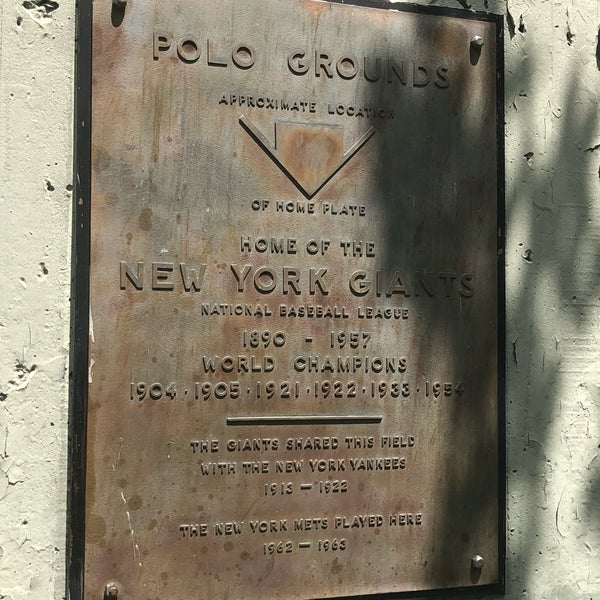 POLO GROUNDS
APPROXIMATE LOCATION
OF HOME PLATE
HOME OF THE
NEW YORK GIANTS
NATIONAL BASEBALL LEAGUE
1890 - 1957
WORLD CHAMPIONS
1904 · 1905 · 1921 · 1922 · 1933 · 1954
THE GIANTS SHARED THIS FIELD
WITH THE NEW YORK YANKEES
1913 — 1922
THE NEW YORK METS PLAYED HERE
1962 — 1963